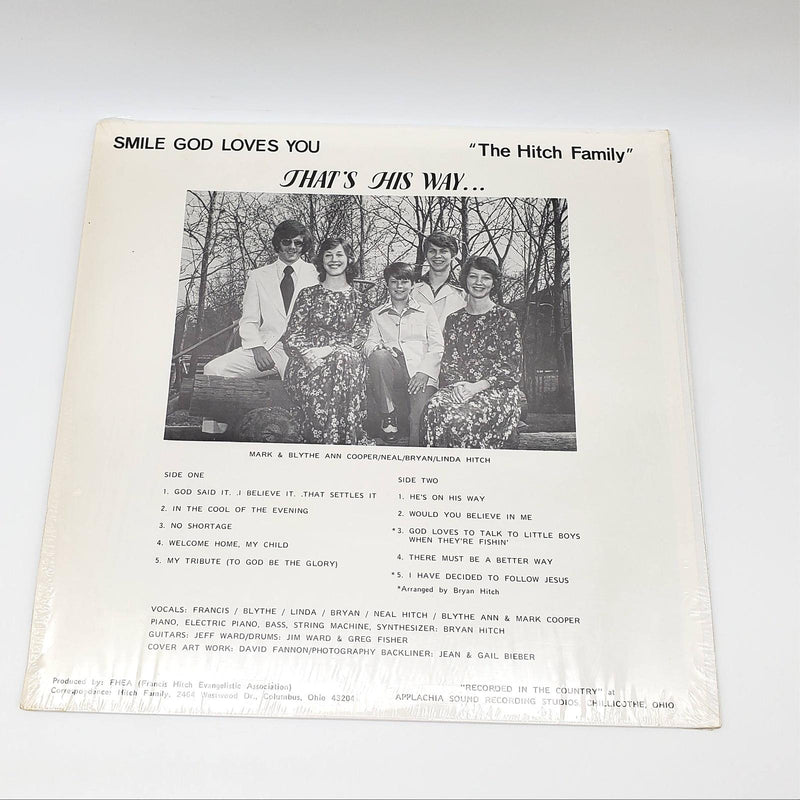 SMILE GOD LOVES YOU
"The Hitch Family"
THAT'S HIS WAY...
MARK & BLYTHE ANN COOPER/NEAL/BRYAN/LINDA HITCH
SIDE ONE
1. GOD SAID IT. .I BELIEVE IT. .THAT SETTLES IT
2. IN THE COOL OF THE EVENING
3. NO SHORTAGE
4. WELCOME HOME, MY CHILD
5. MY TRIBUTE (TO GOD BE THE GLORY)
SIDE TWO
1. HE'S ON HIS WAY
2. WOULD YOU BELIEVE IN ME
*3. GOD LOVES TO TALK TO LITTLE BOYS
WHEN THEY'RE FISHIN'
4. THERE MUST BE A BETTER WAY
*5. I HAVE DECIDED TO FOLLOW JESUS
*Arranged by Bryan Hitch
VOCALS: FRANCIS / BLYTHE / LINDA / BRYAN / NEAL HITCH / BLYTHE ANN & MARK COOPER
PIANO, ELECTRIC PIANO, BASS, STRING MACHINE, SYNTHESIZER: BRYAN HITCH
GUITARS: JEFF WARD/DRUMS: JIM WARD & GREG FISHER
COVER ART WORK: DAVID FANNON/PHOTOGRAPHY BACKLINER: JEAN & GAIL BIEBER
Produced by: FHEA (Francis Hitch Evangelistic Association)
Correspondence: Hitch Family, 2464 Westwood Dr., Columbus, Ohio 43204
"RECORDED IN THE COUNTRY" at
APPLACHIA SOUND RECORDING STUDIOS, CHILLICOTHE, OHIO